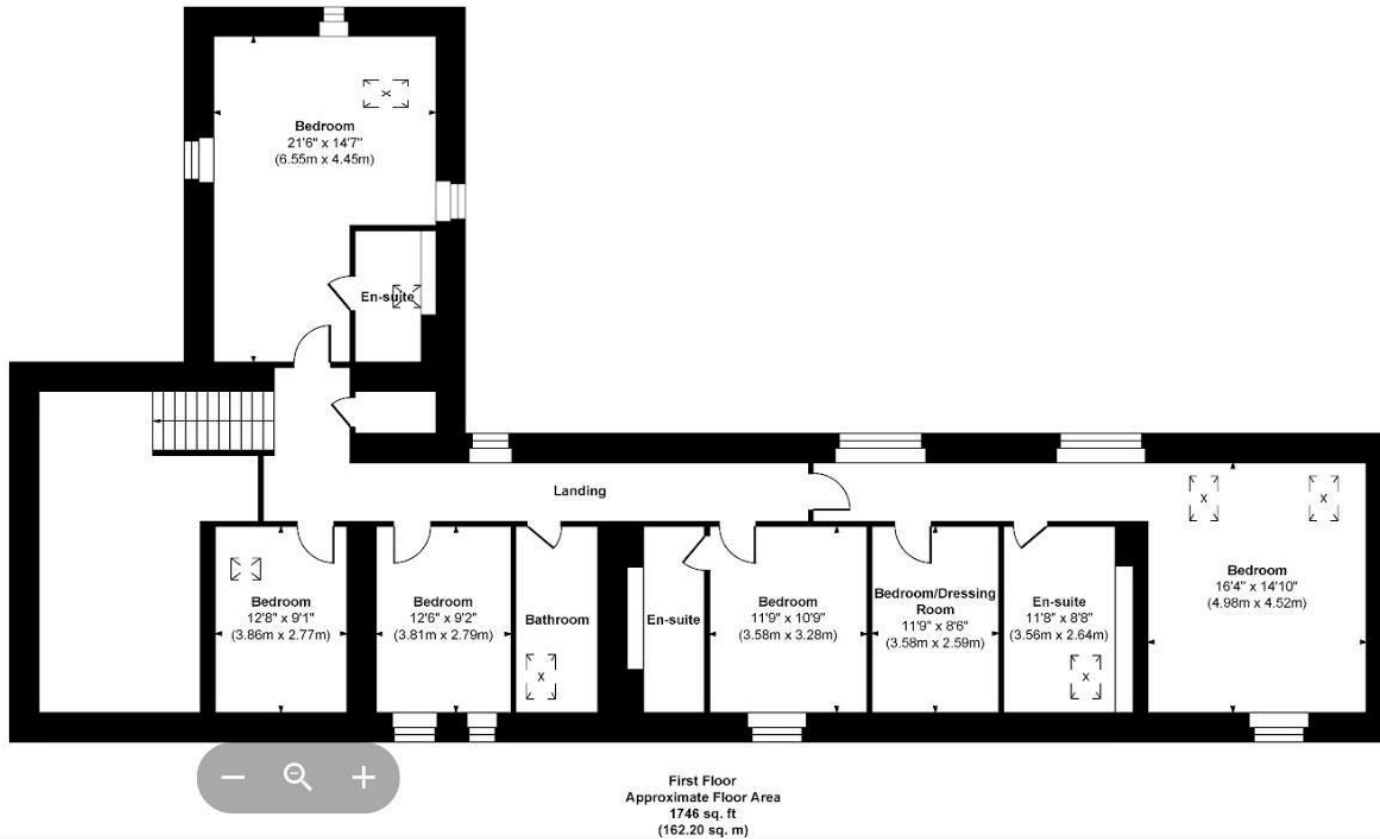 Bedroom
21'6" x 14'7"
(6.55m x 4.45m)
x
En-suite
Landing
Bedroom
12'8" x 9'1"
(3.86m x 2.77m)
Bedroom
12'6" x 9'2"
(3.81m x 2.79m)
Bathroom
x
En-suite
Bedroom
11'9" x 10'9"
(3.58m x 3.28m)
Bedroom/Dressing
Room
11'9" x 8'6"
(3.58m x 2.59m)
En-suite
11'8" x 8'8"
(3.56m x 2.64m)
x
x
x
Bedroom
16'4" x 14'10"
(4.98m x 4.52m)
First Floor
Approximate Floor Area
1746 sq. ft
(162.20 sq. m)